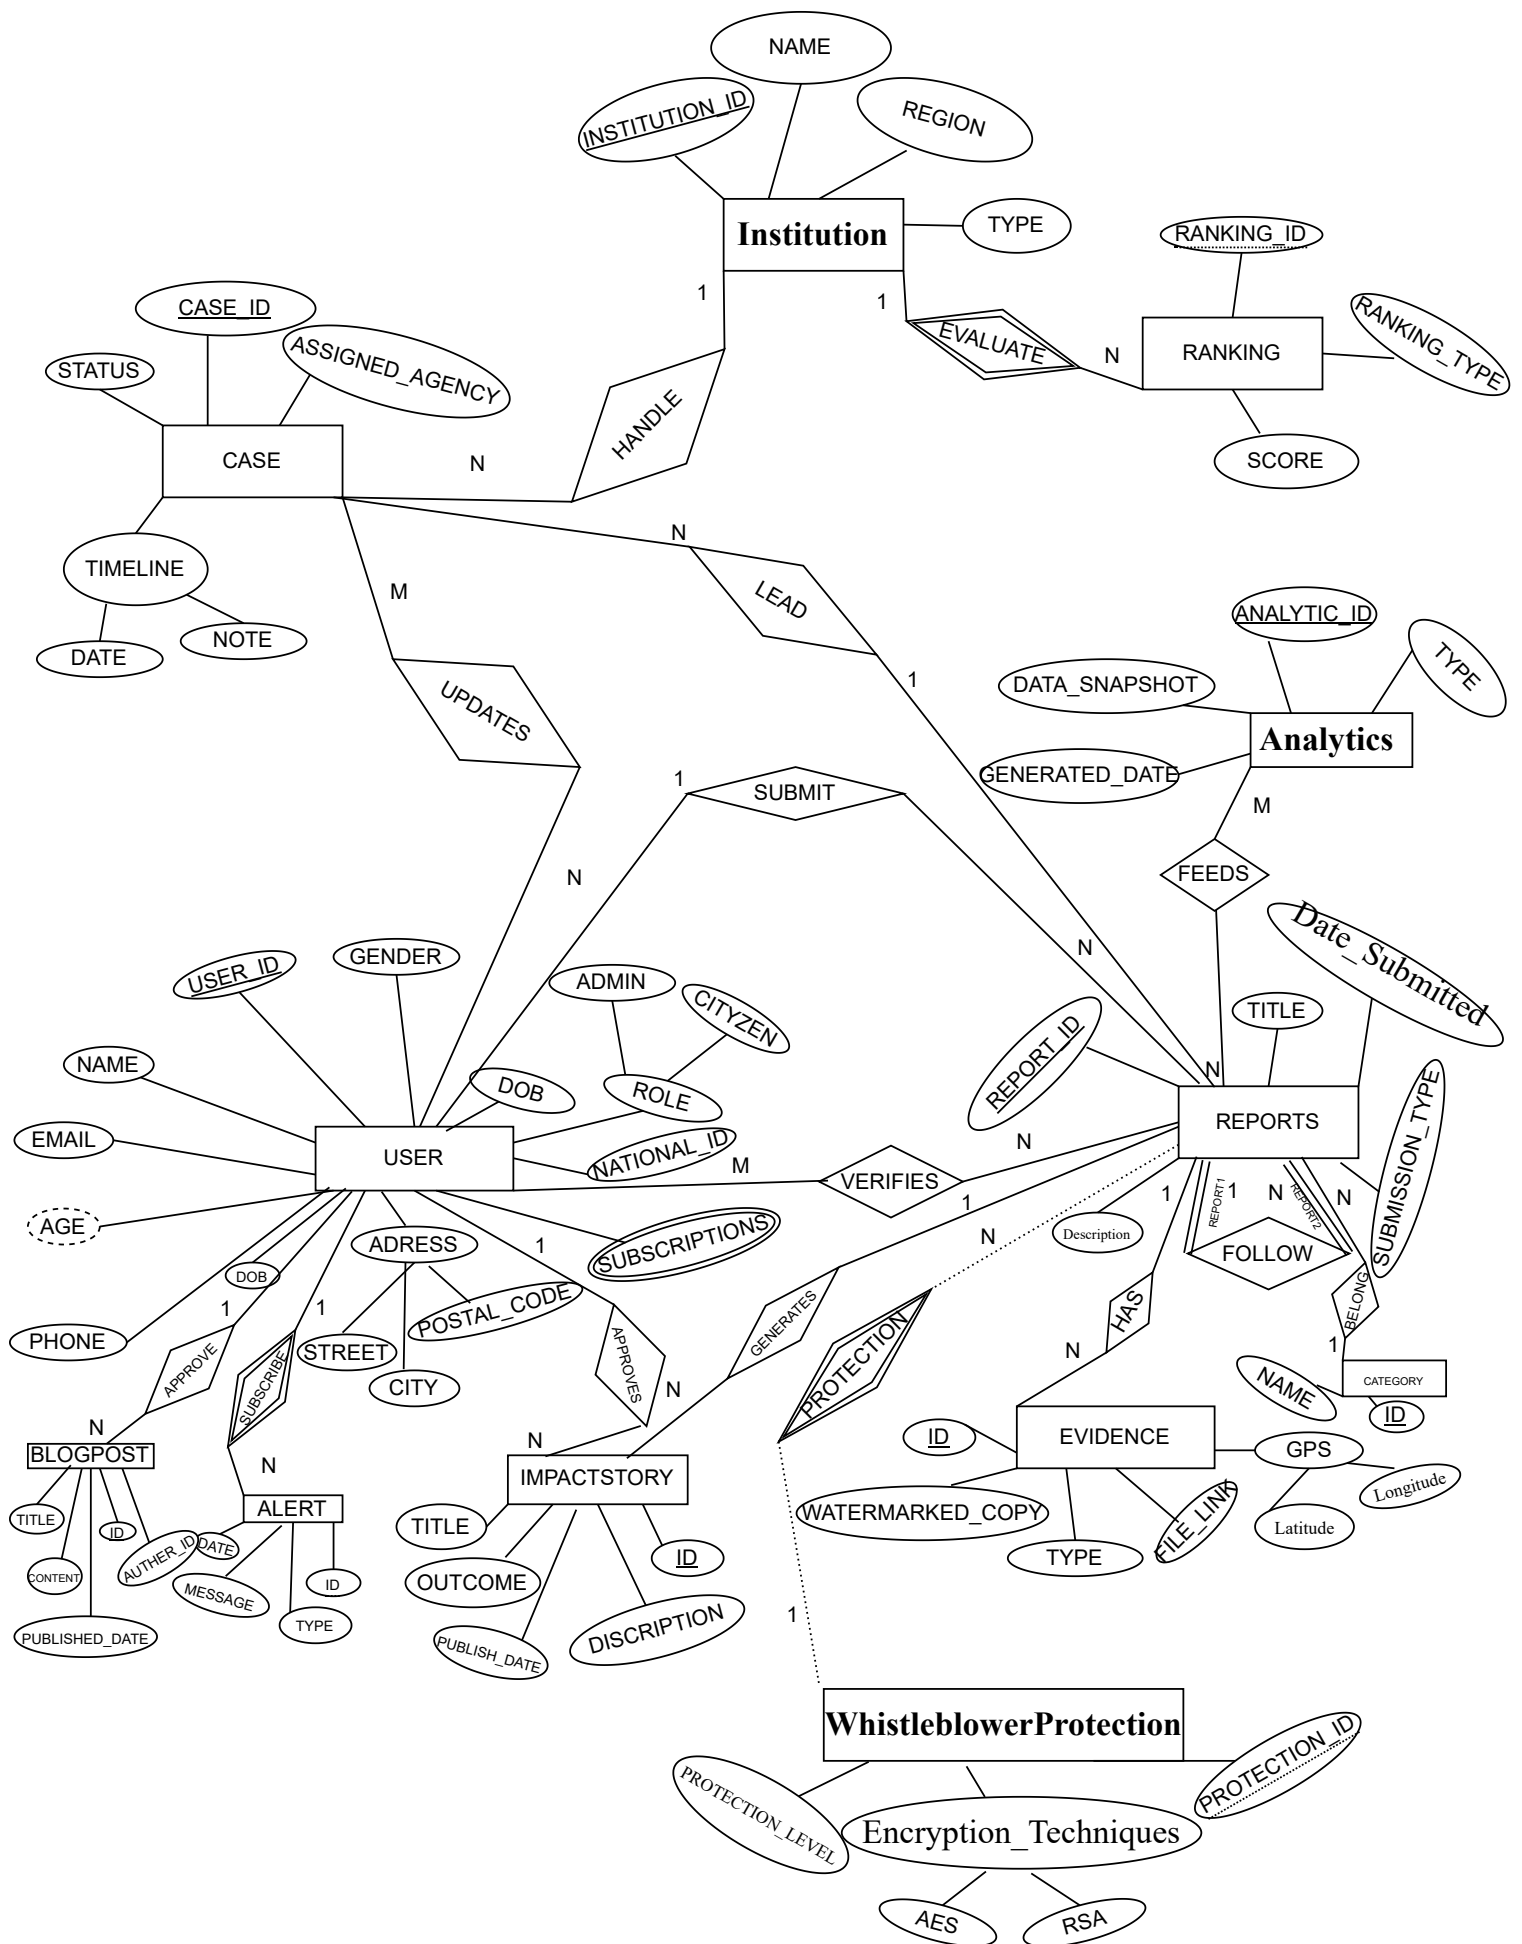 NAME
INSTITUTION_ID
REGION
Institution
TYPE
RANKING_ID
1
1
CASE_ID
EVALUATE
RANKING_TYPE
ASSIGNED_AGENCY
N
RANKING
STATUS
HANDLE
CASE
N
SCORE
N
TIMELINE
M
LEAD
ANALYTIC_ID
NOTE
DATE
TYPE
1
DATA_SNAPSHOT
UPDATES
Analytics
1
SUBMIT
GENERATED_DATE
M
N
FEEDS
N
Date_Submitted
GENDER
USER_ID
ADMIN
CITYZEN
TITLE
REPORT_ID
NAME
N
DOB
ROLE
SUBMISSION_TYPE
REPORTS
EMAIL
N
USER
NATIONAL_ID
M
VERIFIES
1
1
1
N
N
REPORT1
REPORT2
AGE
ADRESS
SUBSCRIPTIONS
N
Description
1
FOLLOW
DOB
POSTAL_CODE
1
1
BELONG
HAS
GENERATES
PHONE
STREET
APPROVES
PROTECTION
N
1
APPROVE
SUBSCRIBE
CITY
N
NAME
CATEGORY
ID
N
N
ID
EVIDENCE
GPS
BLOGPOST
N
IMPACTSTORY
Longitude
ALERT
WATERMARKED_COPY
FILE_LINK
Latitude
TITLE
ID
AUTHER_ID
DATE
TITLE
ID
TYPE
CONTENT
MESSAGE
ID
OUTCOME
TYPE
PUBLISHED_DATE
PUBLISH_DATE
DISCRIPTION
1
WhistleblowerProtection
PROTECTION_ID
PROTECTION_LEVEL
Encryption_Techniques
AES
RSA